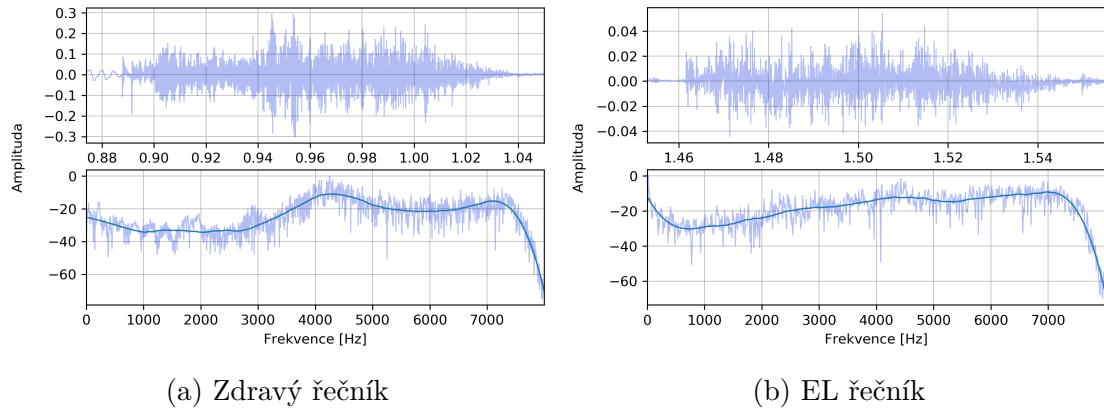 0.3
0.2
0.1
0.0
−0.1
−0.2
−0.3
0.88 0.90 0.92 0.94 0.96 0.98 1.00 1.02 1.04
Amplituda
0
−20
−40
−60
0 1000 2000 3000 4000 5000 6000 7000
Frekvence [Hz]
(a) Zdravý řečník
0.04
0.02
0.00
−0.02
−0.04
1.46 1.48 1.50 1.52 1.54
Amplituda
0
−20
−40
−60
0 1000 2000 3000 4000 5000 6000 7000
Frekvence [Hz]
(b) EL řečník